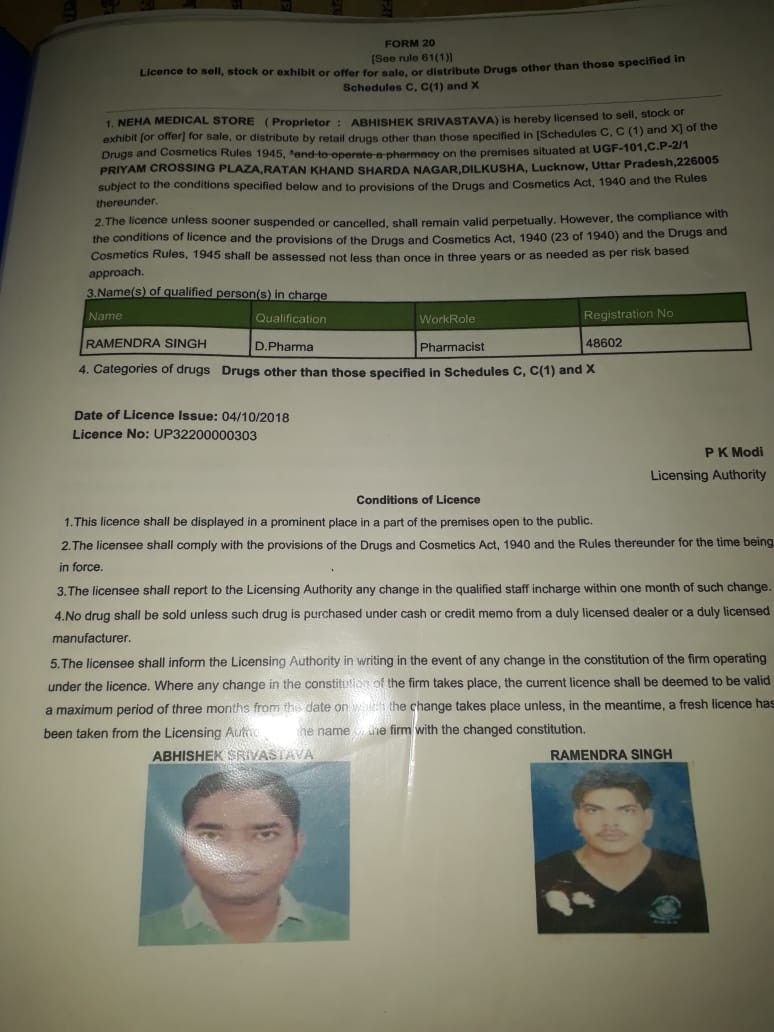 FORM 20
[See rule 61(1)]
Licence to sell, stock or exhibit or offer for sale, or distribute Drugs other than those specified in
Schedules C, C(1) and X
1. NEHA MEDICAL STORE ( Proprietor : ABHISHEK SRIVASTAVA) is hereby licensed to sell, stock or
exhibit [or offer] for sale, or distribute by retail drugs other than those specified in [Schedules C, C (1) and X] of the
Drugs and Cosmetics Rules 1945, *and to operate a pharmacy on the premises situated at UGF-101,C.P-2/1
PRIYAM CROSSING PLAZA,RATAN KHAND SHARDA NAGAR,DILKUSHA, Lucknow, Uttar Pradesh,226005
subject to the conditions specified below and to provisions of the Drugs and Cosmetics Act, 1940 and the Rules
thereunder.
2.The licence unless sooner suspended or cancelled, shall remain valid perpetually. However, the compliance with
the conditions of licence and the provisions of the Drugs and Cosmetics Act, 1940 (23 of 1940) and the Drugs and
Cosmetics Rules, 1945 shall be assessed not less than once in three years or as needed as per risk based
approach.
3.Name(s) of qualified person(s) in charge
Name Qualification WorkRole Registration No
RAMENDRA SINGH D.Pharma Pharmacist 48602
4. Categories of drugs Drugs other than those specified in Schedules C, C(1) and X
Date of Licence Issue: 04/10/2018
Licence No: UP32200000303
P K Modi
Licensing Authority
Conditions of Licence
1.This licence shall be displayed in a prominent place in a part of the premises open to the public.
2.The licensee shall comply with the provisions of the Drugs and Cosmetics Act, 1940 and the Rules thereunder for the time being
in force.
3.The licensee shall report to the Licensing Authority any change in the qualified staff incharge within one month of such change.
4.No drug shall be sold unless such drug is purchased under cash or credit memo from a duly licensed dealer or a duly licensed
manufacturer.
5.The licensee shall inform the Licensing Authority in writing in the event of any change in the constitution of the firm operating
under the licence. Where any change in the constitution of the firm takes place, the current licence shall be deemed to be valid
a maximum period of three months from the date on which the change takes place unless, in the meantime, a fresh licence has
been taken from the Licensing name the firm with the changed constitution.
ABHISHEK SRIVASTAVA RAMENDRA SINGH